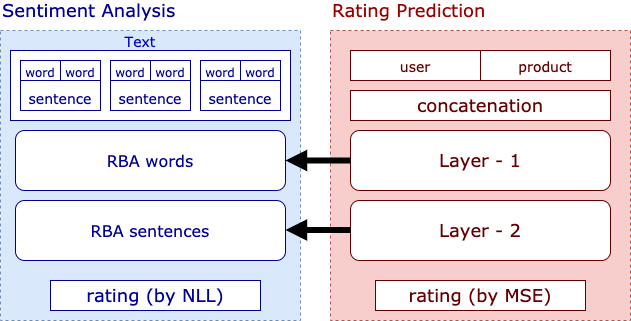 Sentiment Analysis
Text
word word word word word word
sentence sentence sentence
RBA words
RBA sentences
rating (by NLL)
Rating Prediction
user product
concatenation
Layer - 1
Layer - 2
rating (by MSE)